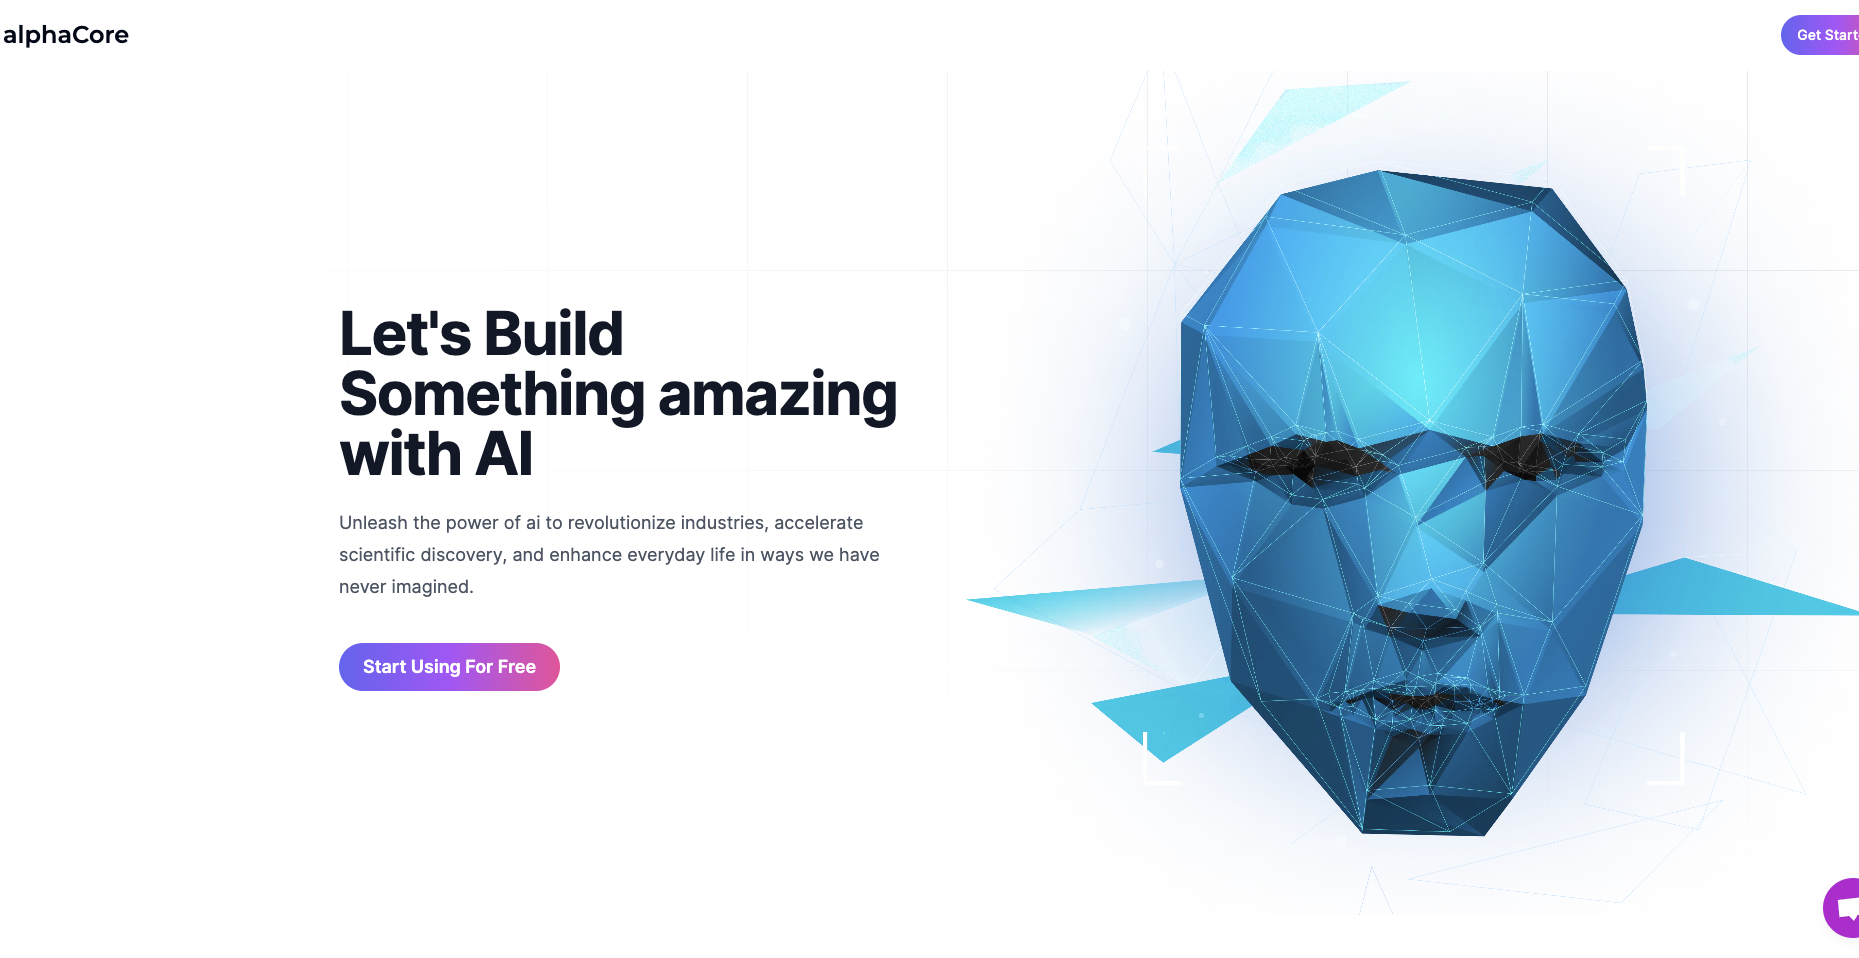 alphaCore
Get Start
Let's Build
Something amazing
with AI
Unleash the power of ai to revolutionize industries, accelerate
scientific discovery, and enhance everyday life in ways we have
never imagined.
Start Using For Free